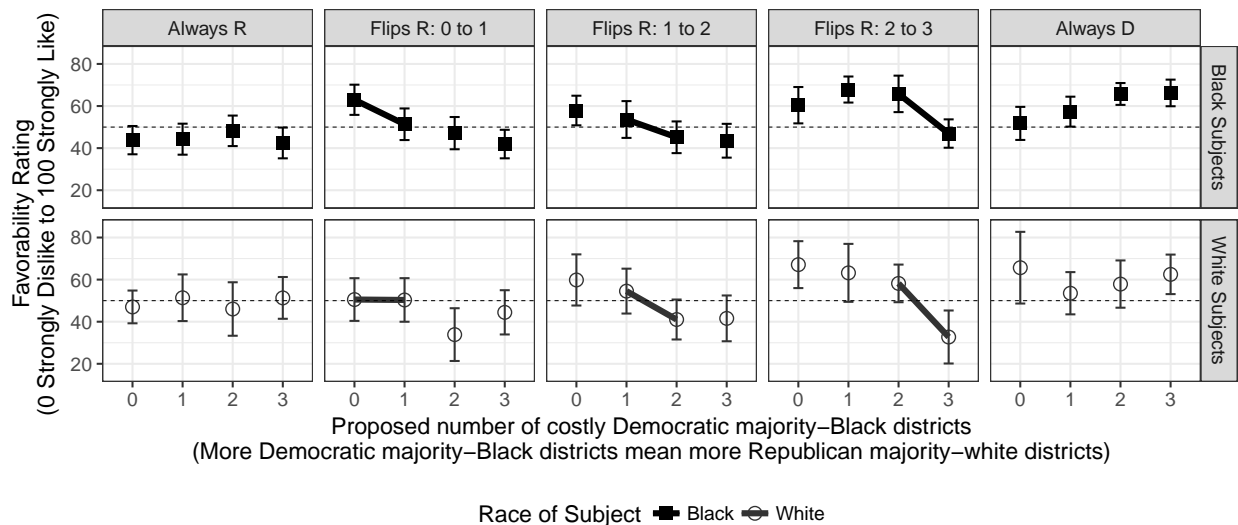 Always R
Flips R: 0 to 1
Flips R: 1 to 2
Flips R: 2 to 3
Always D
Favorability Rating
(0 Strongly Dislike to 100 Strongly Like)
80
60
40
20
Black Subjects
80
60
40
20
White Subjects
0 1 2 3 0 1 2 3 0 1 2 3 0 1 2 3 0 1 2 3
Proposed number of costly Democratic majority−Black districts
(More Democratic majority−Black districts mean more Republican majority−white districts)
Race of Subject Black White